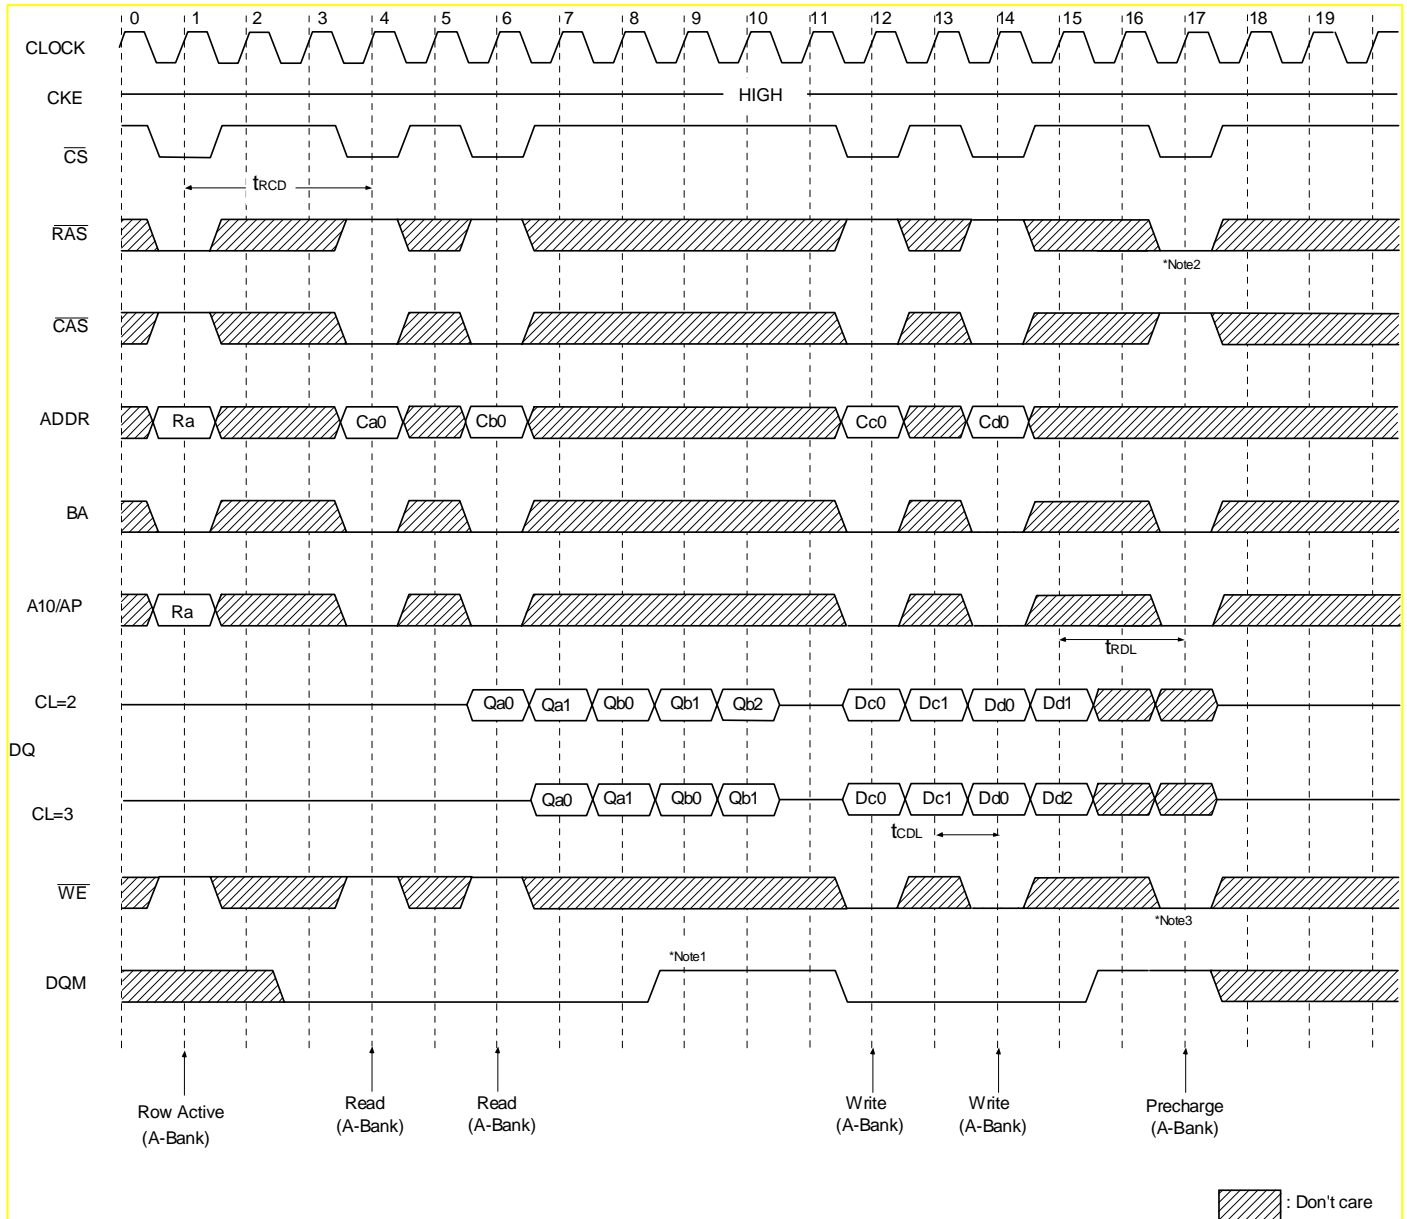 0 1 2 3 4 5 6 7 8 9 10 11 12 13 14 15 16 17 18 19
CLOCK
CKE HIGH
CS
tRCD
RAS
*Note2
CAS
ADDR Ra Ca0 Cb0 Cc0 Cd0
BA
A10/AP Ra
tRDL
CL=2 Qa0 Qa1 Qb0 Qb1 Qb2 Dc0 Dc1 Dd0 Dd1
DQ
CL=3 Qa0 Qa1 Qb0 Qb1 Dc0 Dc1 Dd0 Dd2
tCDL
WE
*Note3
*Note1
DQM
Row Active
(A-Bank)
Read
(A-Bank)
Read
(A-Bank)
Write
(A-Bank)
Write
(A-Bank)
Precharge
(A-Bank)
: Don't care